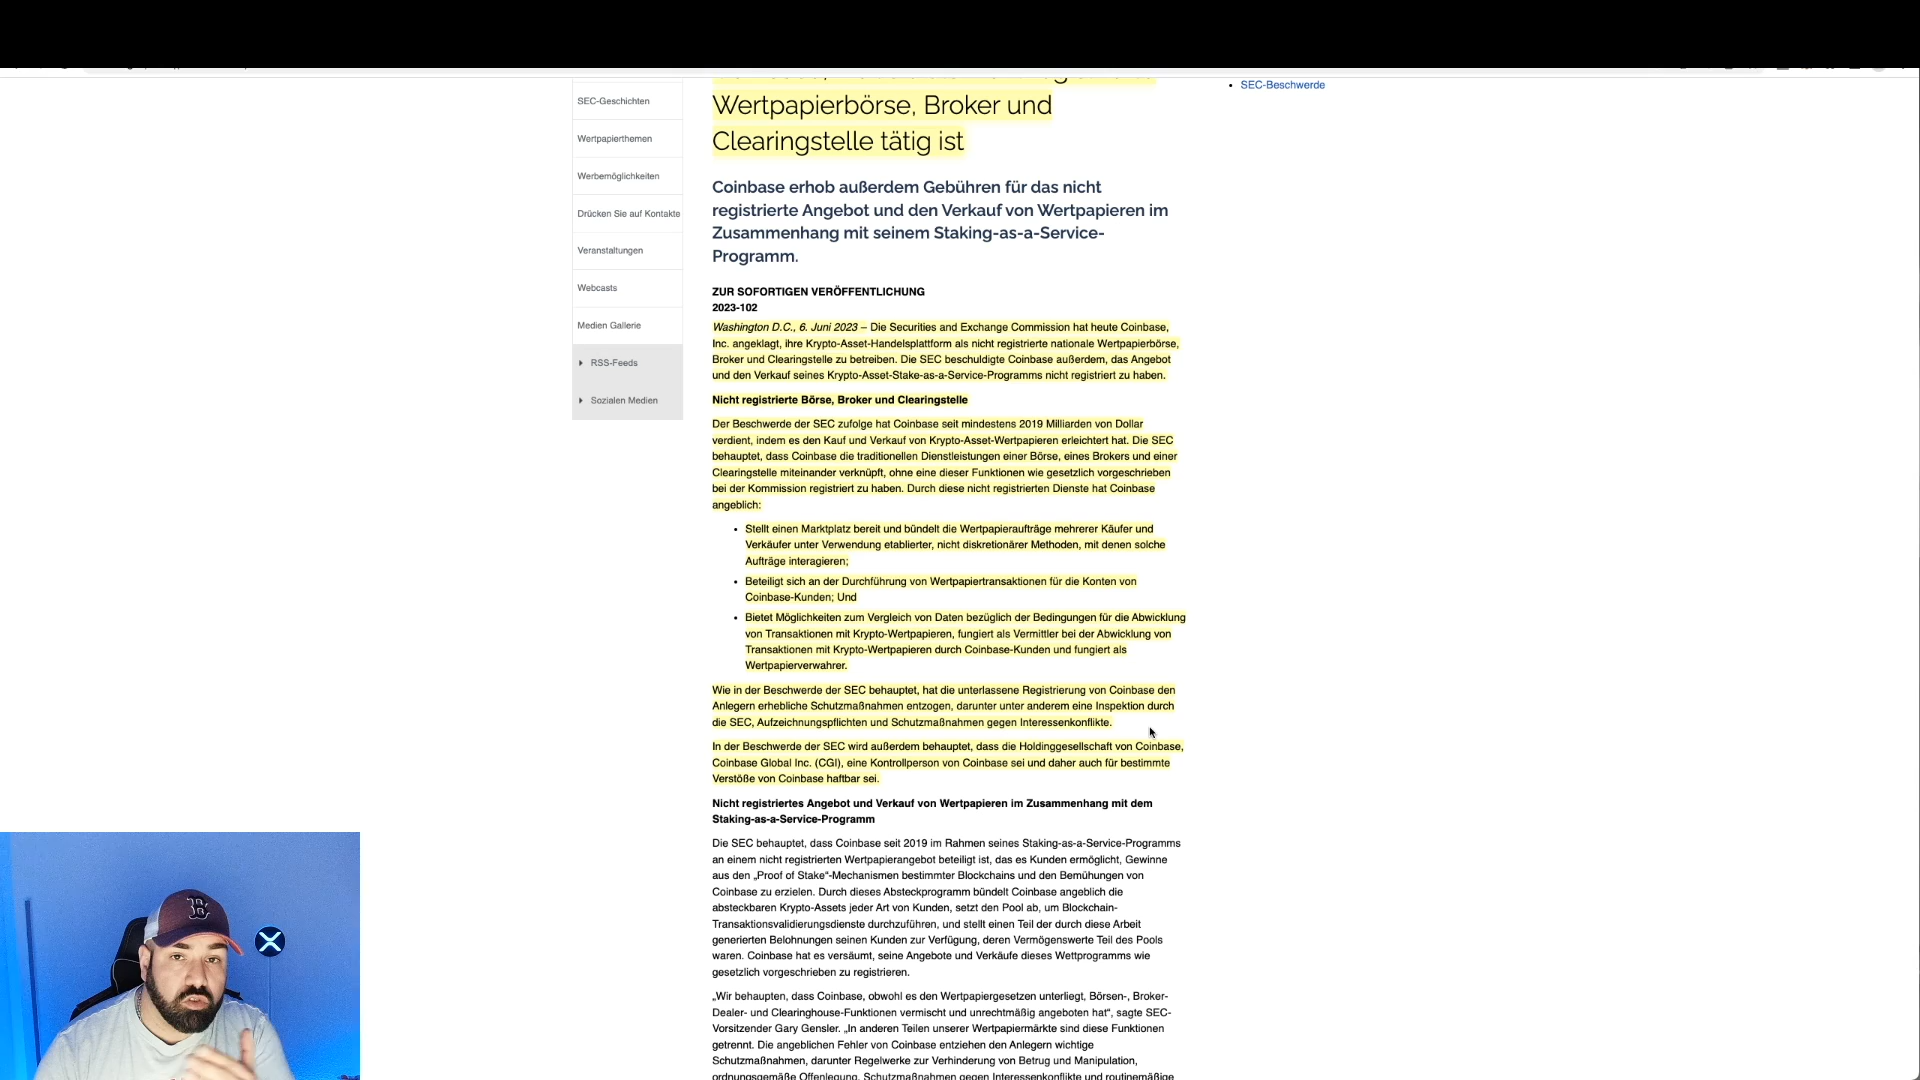 SEC-Geschichten
Wertpapierthemen
Werbemöglichkeiten
Drücken Sie auf Kontakte
Veranstaltungen
Webcasts
Medien Gallerie
RSS-Feeds
Sozialen Medien
Wertpapierbörse, Broker und
Clearingstelle tätig ist
Coinbase erhob außerdem Gebühren für das nicht
registrierte Angebot und den Verkauf von Wertpapieren im
Zusammenhang mit seinem Staking-as-a-Service-
Programm.
ZUR SOFORTIGEN VERÖFFENTLICHUNG
2023-102
Washington D.C., 6. Juni 2023 – Die Securities and Exchange Commission hat heute Coinbase,
Inc. angeklagt, ihre Krypto-Asset-Handelsplattform als nicht registrierte nationale Wertpapierbörse,
Broker und Clearingstelle zu betreiben. Die SEC beschuldigte Coinbase außerdem, das Angebot
und den Verkauf seines Krypto-Asset-Stake-as-a-Service-Programms nicht registriert zu haben.
Nicht registrierte Börse, Broker und Clearingstelle
Der Beschwerde der SEC zufolge hat Coinbase seit mindestens 2019 Milliarden von Dollar
verdient, indem es den Kauf und Verkauf von Krypto-Asset-Wertpapieren erleichtert hat. Die SEC
behauptet, dass Coinbase die traditionellen Dienstleistungen einer Börse, eines Brokers und einer
Clearingstelle miteinander verknüpft, ohne eine dieser Funktionen wie gesetzlich vorgeschrieben
bei der Kommission registriert zu haben. Durch diese nicht registrierten Dienste hat Coinbase
angeblich:
• Stellt einen Marktplatz bereit und bündelt die Wertpapieraufträge mehrerer Käufer und
Verkäufer unter Verwendung etablierter, nicht diskretionärer Methoden, mit denen solche
Aufträge interagieren;
• Beteiligt sich an der Durchführung von Wertpapiertransaktionen für die Konten von
Coinbase-Kunden; Und
• Bietet Möglichkeiten zum Vergleich von Daten bezüglich der Bedingungen für die Abwicklung
von Transaktionen mit Krypto-Wertpapieren, fungiert als Vermittler bei der Abwicklung von
Transaktionen mit Krypto-Wertpapieren durch Coinbase-Kunden und fungiert als
Wertpapierverwahrer.
Wie in der Beschwerde der SEC behauptet, hat die unterlassene Registrierung von Coinbase den
Anlegern erhebliche Schutzmaßnahmen entzogen, darunter unter anderem eine Inspektion durch
die SEC, Aufzeichnungspflichten und Schutzmaßnahmen gegen Interessenkonflikte.
In der Beschwerde der SEC wird außerdem behauptet, dass die Holdinggesellschaft von Coinbase,
Coinbase Global Inc. (CGI), eine Kontrollperson von Coinbase sei und daher auch für bestimmte
Verstöße von Coinbase haftbar sei.
Nicht registriertes Angebot und Verkauf von Wertpapieren im Zusammenhang mit dem
Staking-as-a-Service-Programm
Die SEC behauptet, dass Coinbase seit 2019 im Rahmen seines Staking-as-a-Service-Programms
an einem nicht registrierten Wertpapierangebot beteiligt ist, das es Kunden ermöglicht, Gewinne
aus den „Proof of Stake“-Mechanismen bestimmter Blockchains und den Bemühungen von
Coinbase zu erzielen. Durch dieses Absteckprogramm bündelt Coinbase angeblich die
absteckbaren Krypto-Assets jeder Art von Kunden, setzt den Pool ab, um Blockchain-
Transaktionsvalidierungsdienste durchzuführen, und stellt einen Teil der durch diese Arbeit
generierten Belohnungen seinen Kunden zur Verfügung, deren Vermögenswerte Teil des Pools
waren. Coinbase hat es versäumt, seine Angebote und Verkäufe dieses Wettprogramms wie
gesetzlich vorgeschrieben zu registrieren.
„Wir behaupten, dass Coinbase, obwohl es den Wertpapiergesetzen unterliegt, Börsen-, Broker-
Dealer- und Clearinghouse-Funktionen vermischt und unrechtmäßig angeboten hat“, sagte SEC-
Vorsitzender Gary Gensler. „In anderen Teilen unserer Wertpapiermärkte sind diese Funktionen
getrennt. Die angeblichen Fehler von Coinbase entziehen den Anlegern wichtige
Schutzmaßnahmen, darunter Regelwerke zur Verhinderung von Betrug und Manipulation,
ordnungsgemäße Offenlegung, Schutzmaßnahmen gegen Interessenkonflikte und routinemäßige
• SEC-Beschwerde
B